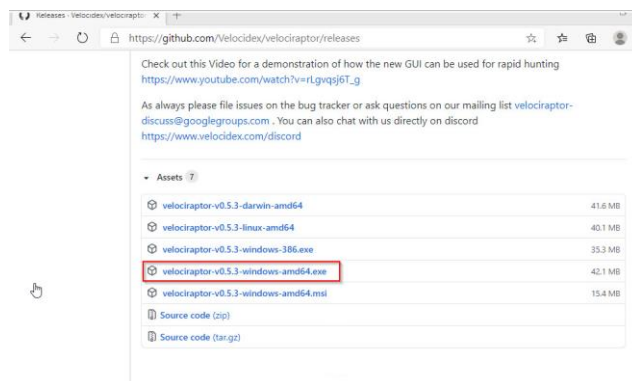 Releases · Velocidex/velocirapto
https://github.com/Velocidex/velociraptor/releases
Check out this Video for a demonstration of how the new GUI can be used for rapid hunting
https://www.youtube.com/watch?v=rLgvqsj6T_g
As always please file issues on the bug tracker or ask questions on our mailing list velociraptor-
discuss@googlegroups.com . You can also chat with us directly on discord
https://www.velocidex.com/discord
Assets 7
velociraptor-v0.5.3-darwin-amd64 41.6 MB
velociraptor-v0.5.3-linux-amd64 40.1 MB
velociraptor-v0.5.3-windows-386.exe 35.3 MB
velociraptor-v0.5.3-windows-amd64.exe 42.1 MB
velociraptor-v0.5.3-windows-amd64.msi 15.4 MB
Source code (zip)
Source code (tar.gz)